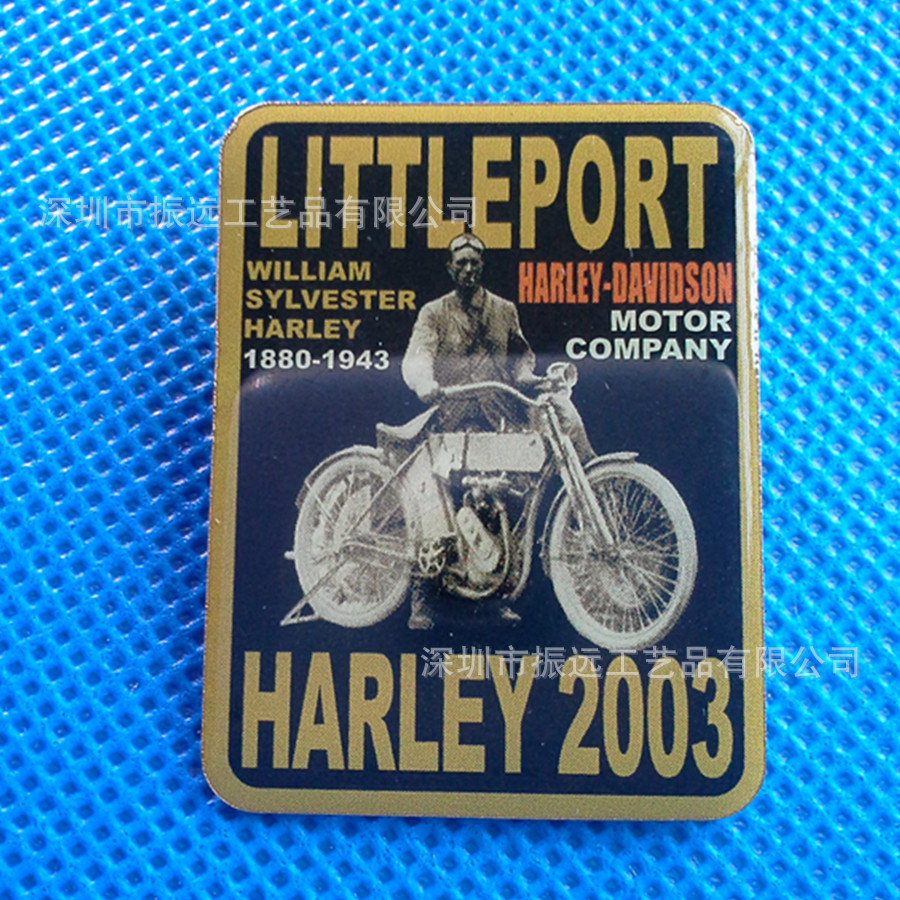 LITTLEPORT
深圳市振远工艺品有限公司
WILLIAM
SYLVESTER
HARLEY
1880-1943
HARLEY-DAVIDSON
MOTOR
COMPANY
深圳市振远工艺品有限公司
HARLEY 2003